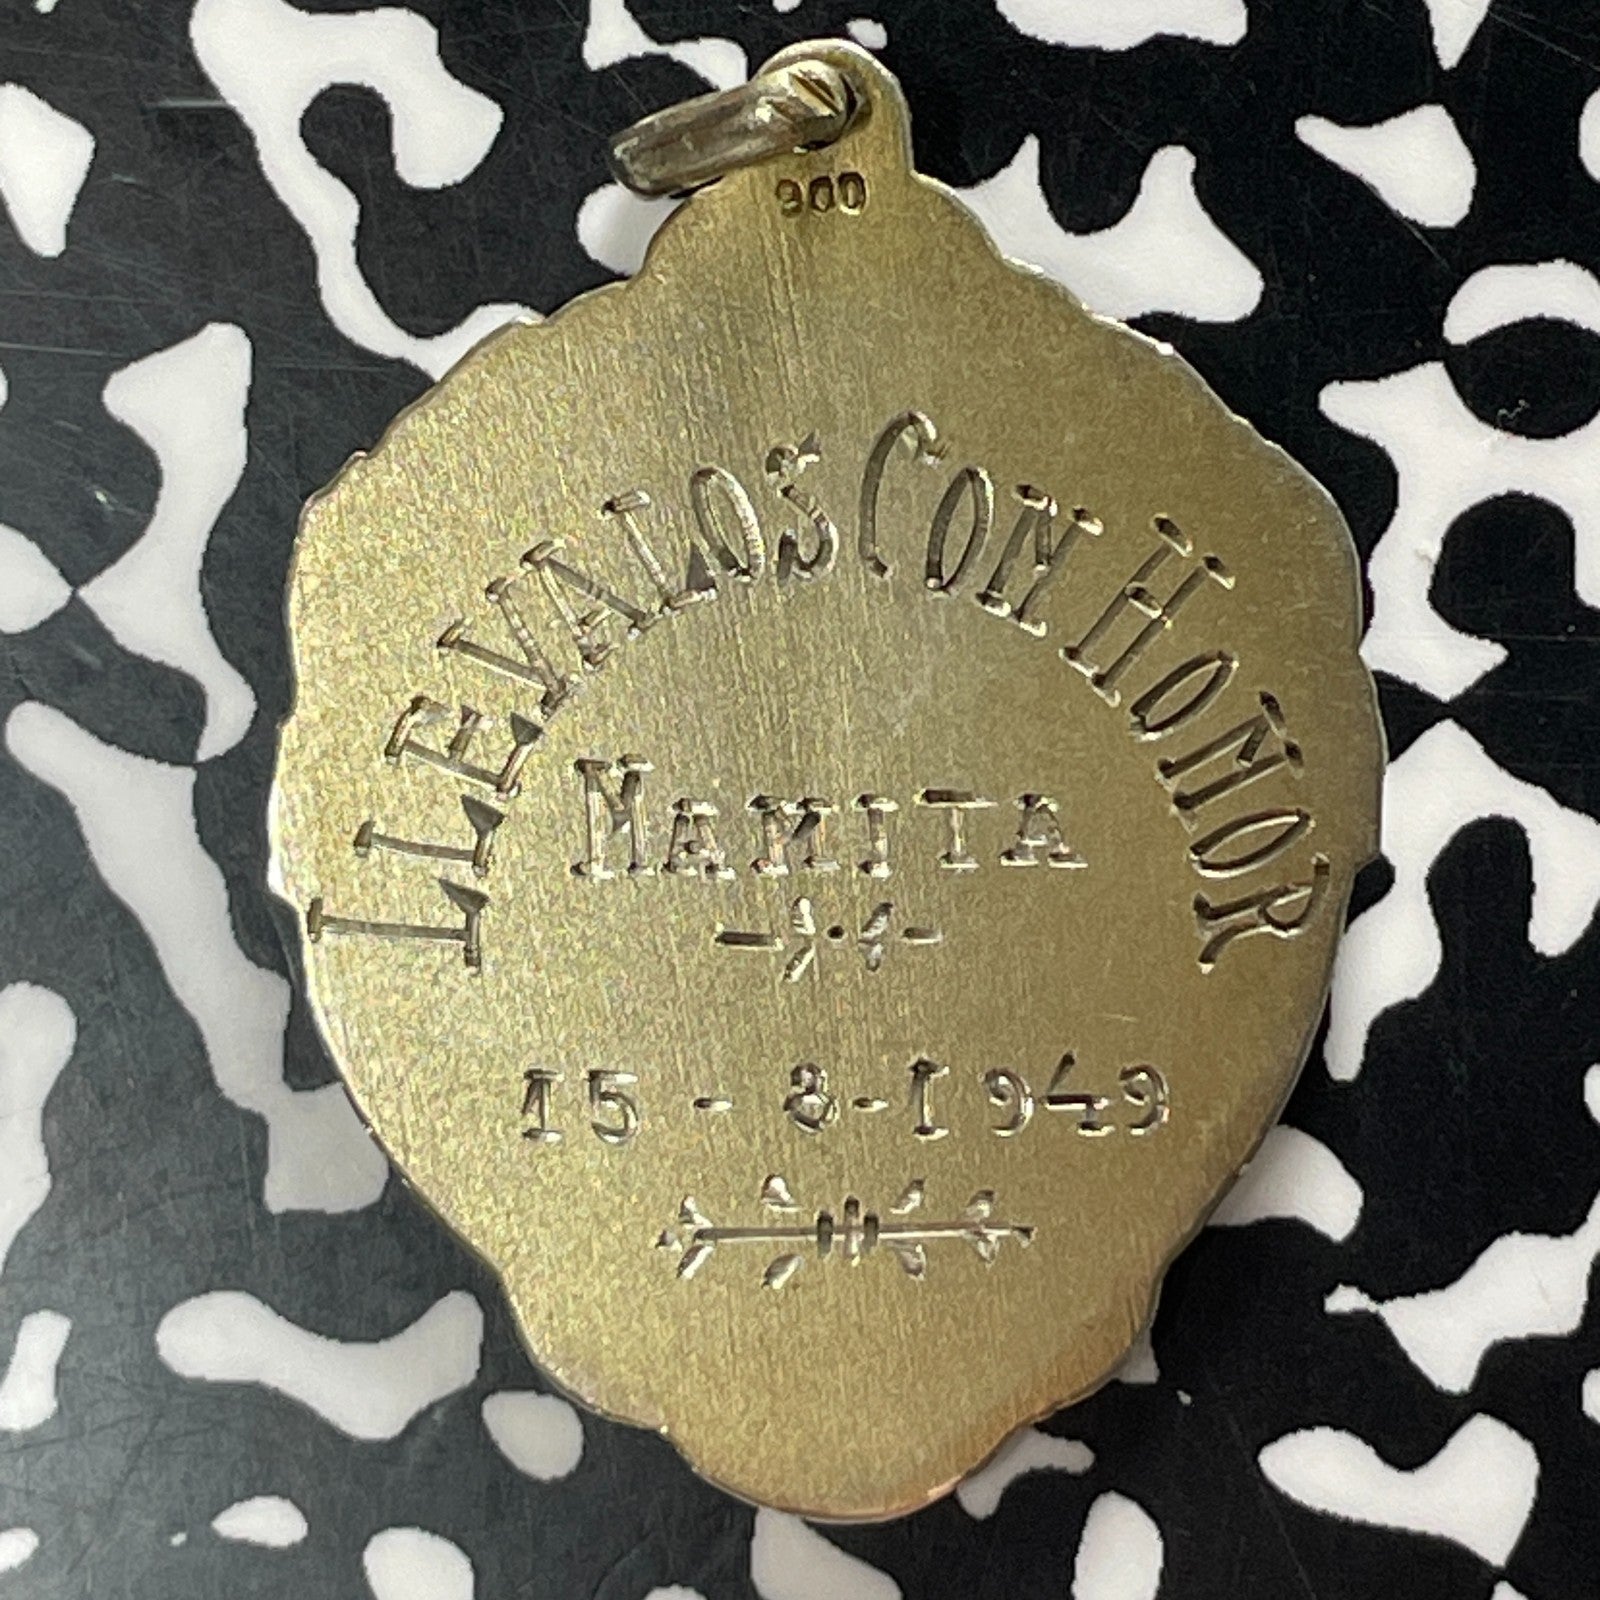 900
LLEVALOS CON HONOR
MAMITA
15-8-1949